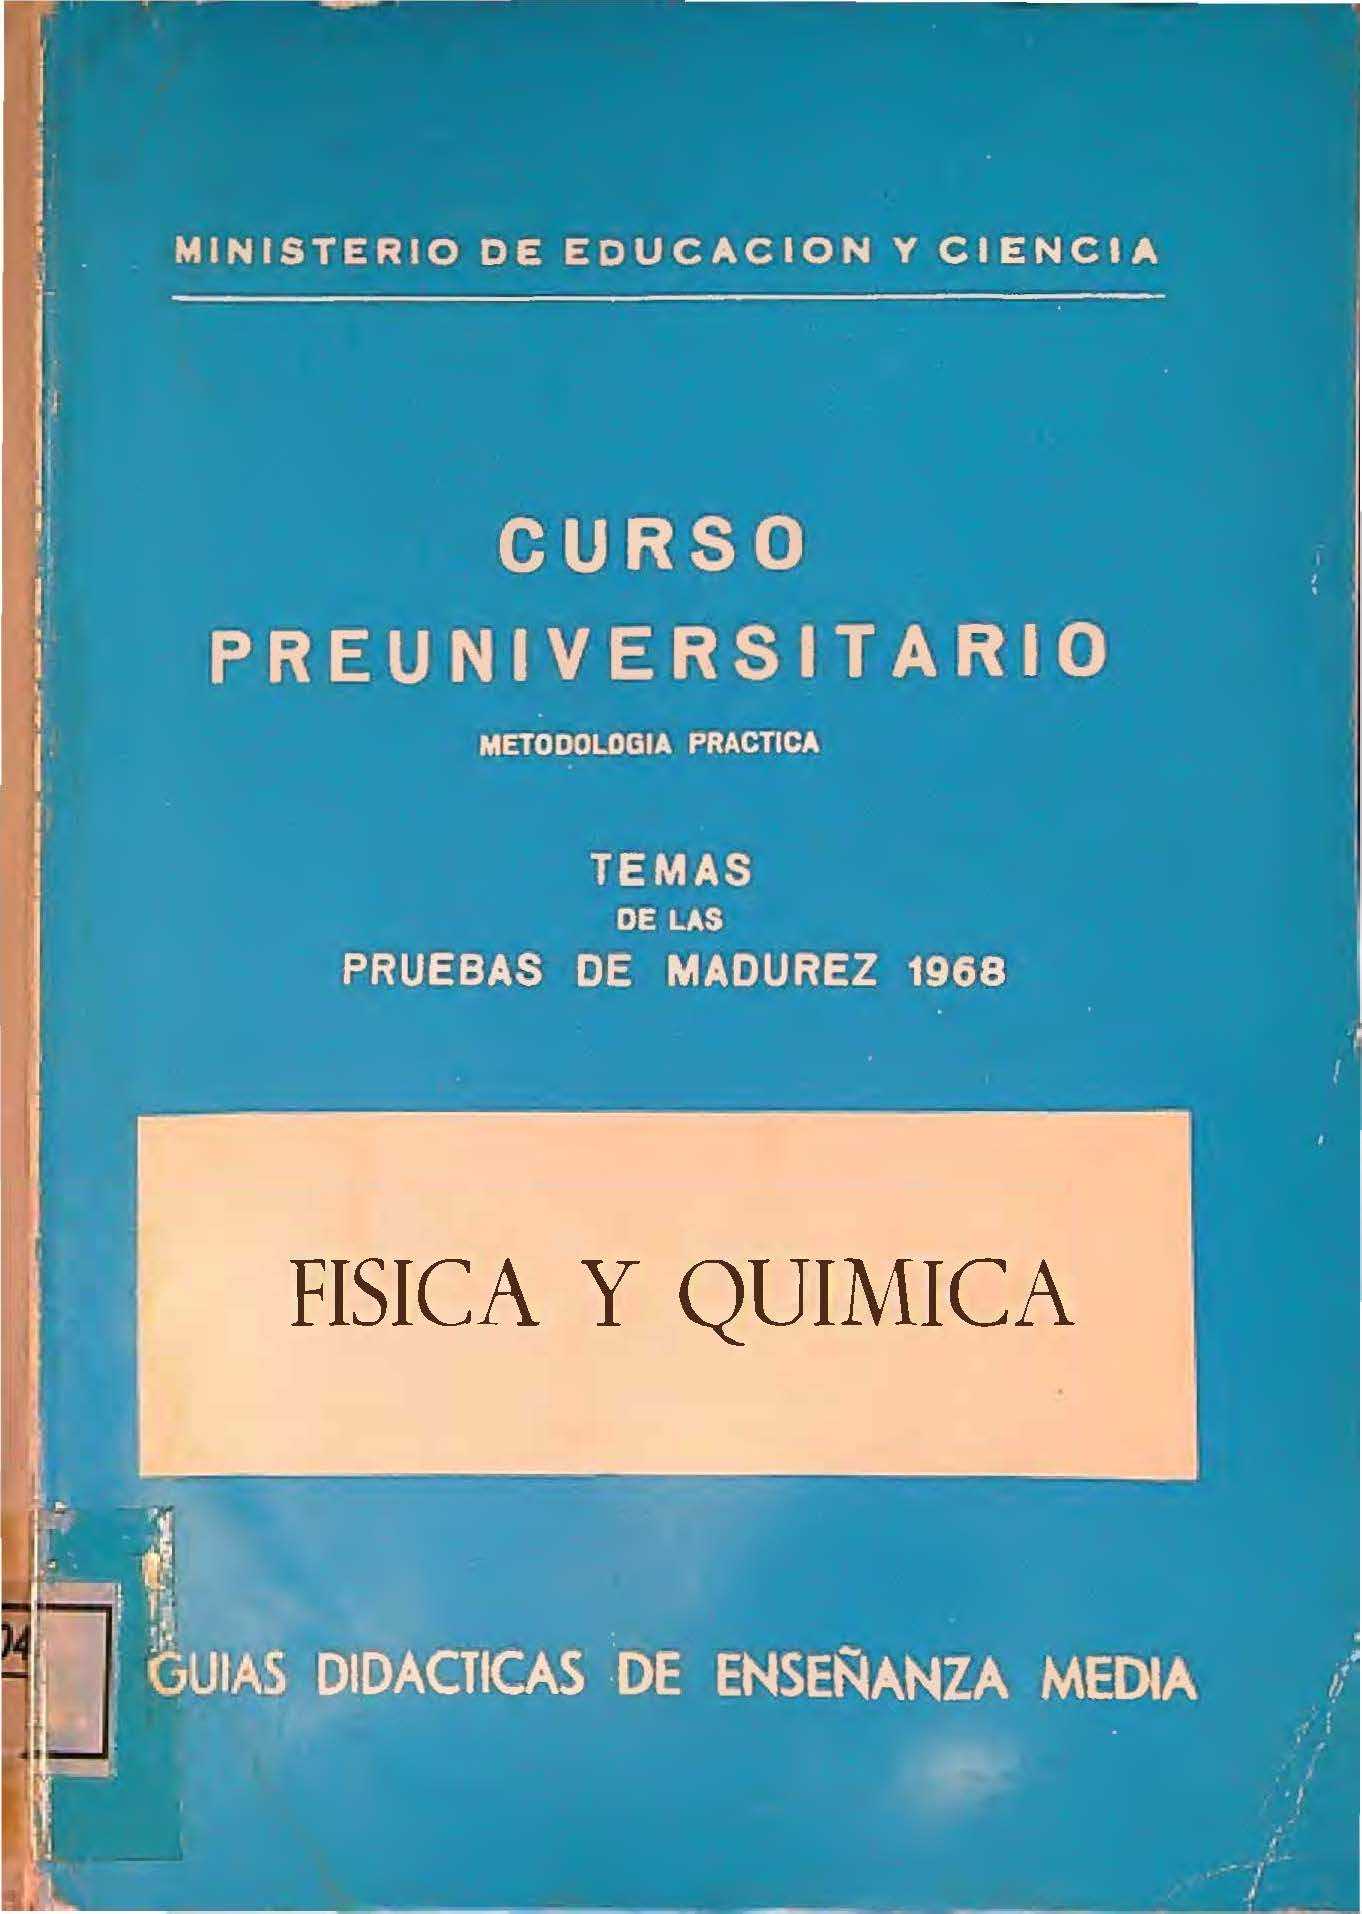 MINISTERIO DE EDUCACION Y CIENCIA
CURSO
PREUNIVERSITARIO
METODOLOGIA PRACTICA
TEMAS
DE LAS
PRUEBAS DE MADUREZ 1968
FISICA Y QUIMICA
04
GUIAS DIDACTICAS DE ENSEÑANZA MEDIA